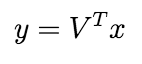 y = V^T x